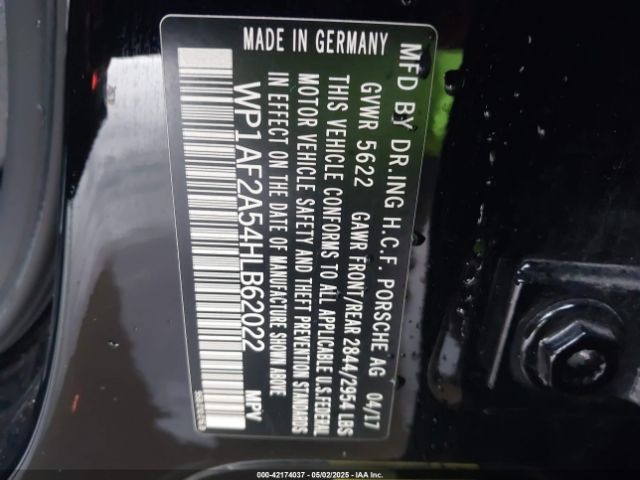 MFD BY DR.ING H.C.F. PORSCHE AG 04/17
GVWR 5622 GAWR FRONT/REAR 2844/2954 LBS
THIS VEHICLE CONFORMS TO ALL APPLICABLE U.S.FEDERAL
MOTOR VEHICLE SAFETY AND THEFT PREVENTION STANDARDS
IN EFFECT ON THE DATE OF MANUFACTURE SHOWN ABOVE
WP1AF2A54HLB62022 MPV
MADE IN GERMANY
000-42174037 - 05/02/2025 - IAAI.COM